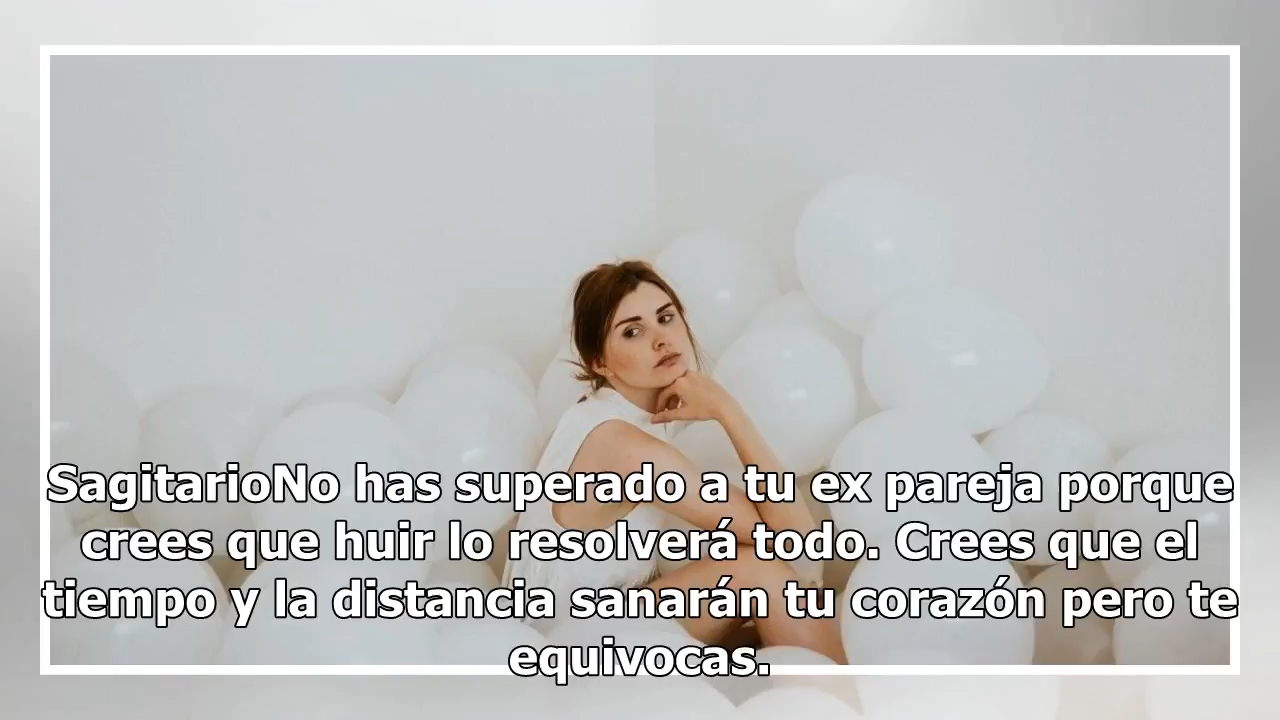 SagitarioNo has superado a tu ex pareja porque
crees que huir lo resolverá todo. Crees que el
tiempo y la distancia sanarán tu corazón pero te
equivocas.